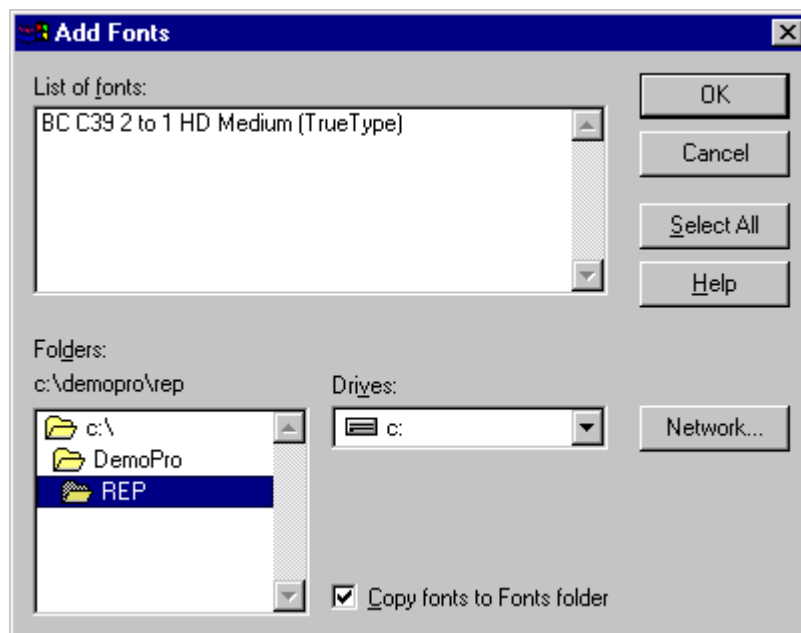 Add Fonts
List of fonts:
BC C39 2 to 1 HD Medium (TrueType)
OK
Cancel
Select All
Help
Folders:
c:\demopro\rep
c:\
DemoPro
REP
Drives:
c:
Network...
Copy fonts to Fonts folder